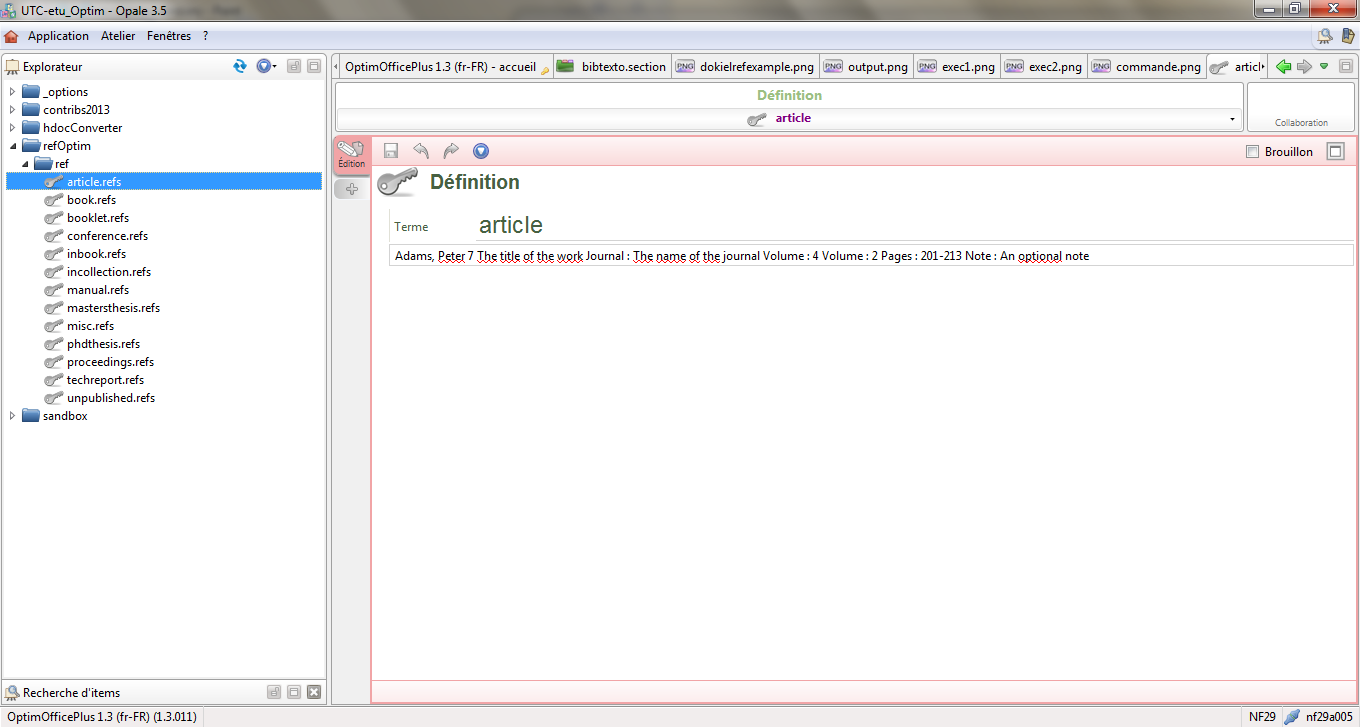 UTC-etu_Optim - Opale 3.5
Application Atelier Fenêtres ?
Explorateur
_options
contribs2013
hdocConverter
refOptim
ref
article.refs
book.refs
booklet.refs
conference.refs
inbook.refs
incollection.refs
manual.refs
mastersthesis.refs
misc.refs
phdthesis.refs
proceedings.refs
techreport.refs
unpublished.refs
sandbox
Recherche d'items
OptimOfficePlus 1.3 (fr-FR) - accueil bibtexto.section PNG dokielrefexample.png PNG output.png PNG exec1.png PNG exec2.png PNG commande.png articl
Définition
article
Collaboration
Édition
Brouillon
Définition
Terme article
Adams, Peter 7 The title of the work Journal : The name of the journal Volume : 4 Volume : 2 Pages : 201-213 Note : An optional note
OptimOfficePlus 1.3 (fr-FR) (1.3.011) NF29 nf29a005